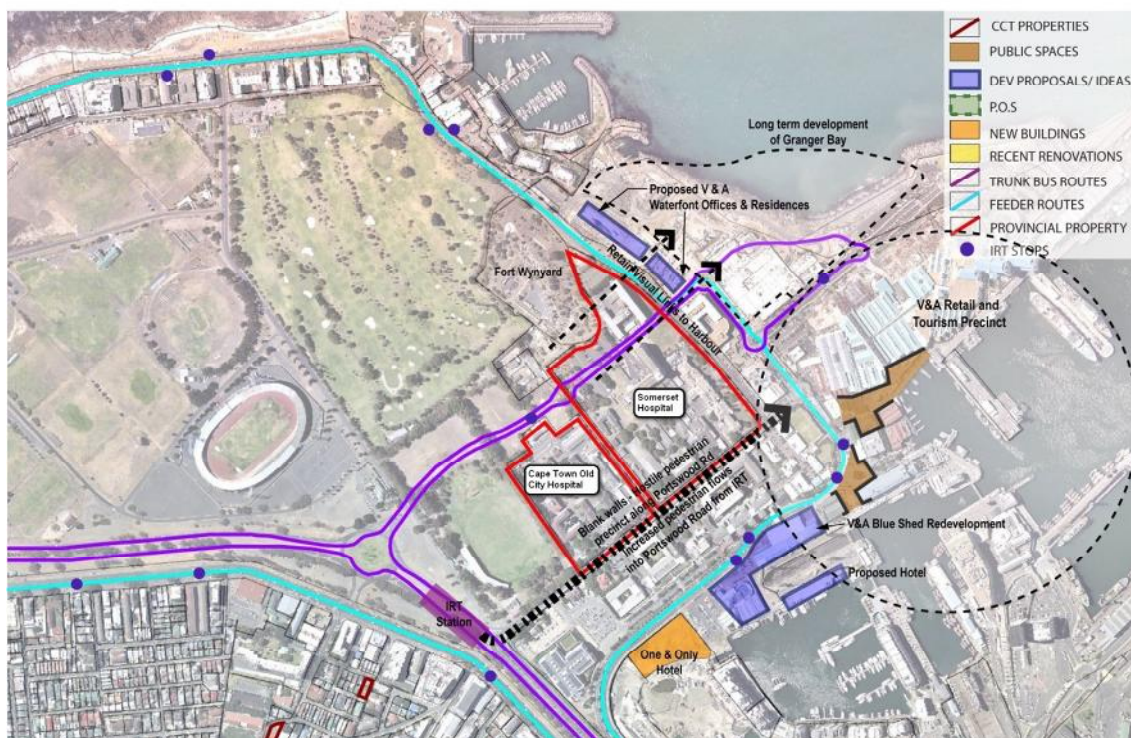 CCT PROPERTIES
PUBLIC SPACES
DEV PROPOSALS/ IDEAS
P.O.S
NEW BUILDINGS
RECENT RENOVATIONS
TRUNK BUS ROUTES
FEEDER ROUTES
PROVINCIAL PROPERTY
IRT STOPS
Long term development
of Granger Bay
Proposed V & A
Waterfont Offices & Residences
Fort Wynyard
Retain Visual Links to Harbour
V&A Retail and
Tourism Precinct
Somerset
Hospital
Cape Town Old
City Hospital
Blank walls - Hostile pedestrian
precinct along Portswood Rd
Increased pedestrian flows
into Portswood Road from IRT
V&A Blue Shed Redevelopment
Proposed Hotel
IRT
Station
One & Only
Hotel